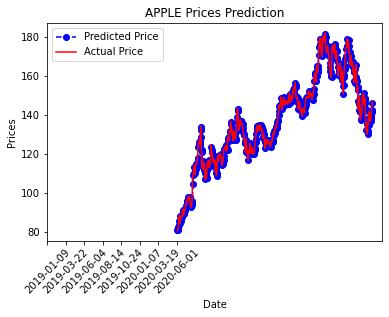 APPLE Prices Prediction
Predicted Price
Actual Price
180
160
140
120
100
80
Prices
2019-01-09
2019-03-22
2019-06-04
2019-08-14
2019-10-24
2020-01-07
2020-03-19
2020-06-01
Date